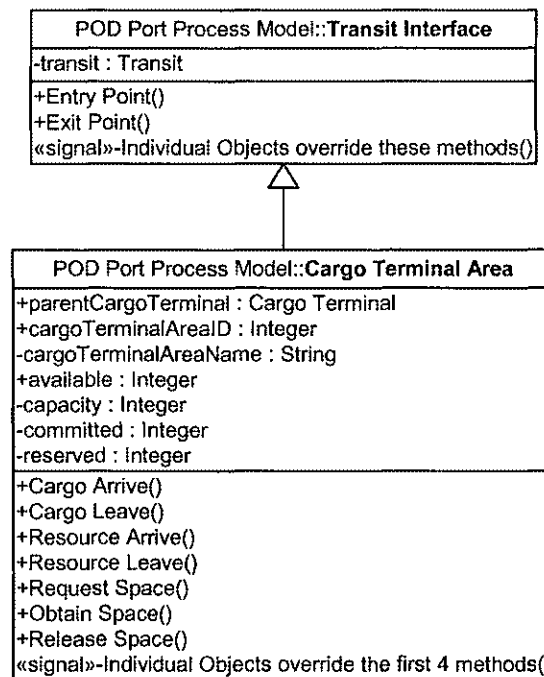 POD Port Process Model::Transit Interface
-transit : Transit
+Entry Point()
+Exit Point()
«signal»-Individual Objects override these methods()
POD Port Process Model::Cargo Terminal Area
+parentCargoTerminal : Cargo Terminal
+cargoTerminalAreaID : Integer
-cargoTerminalAreaName : String
+available : Integer
-capacity : Integer
-committed : Integer
-reserved : Integer
+Cargo Arrive()
+Cargo Leave()
+Resource Arrive()
+Resource Leave()
+Request Space()
+Obtain Space()
+Release Space()
«signal»-Individual Objects override the first 4 methods(